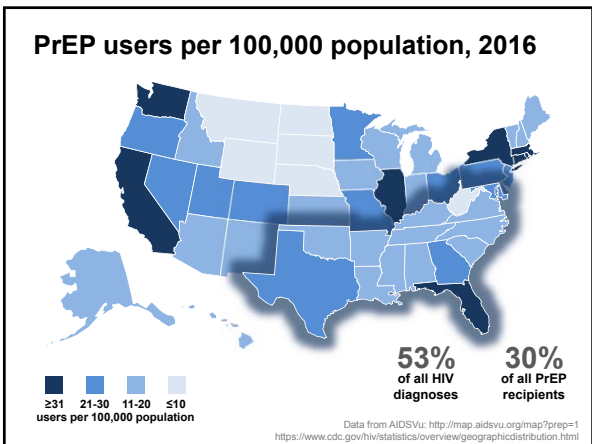 PrEP users per 100,000 population, 2016
53%
of all HIV
diagnoses
30%
of all PrEP
recipients
≥31
21-30
11-20
≤10
users per 100,000 population
Data from AIDSVu: http://map.aidsvu.org/map?prep=1
https://www.cdc.gov/hiv/statistics/overview/geographicdistribution.html